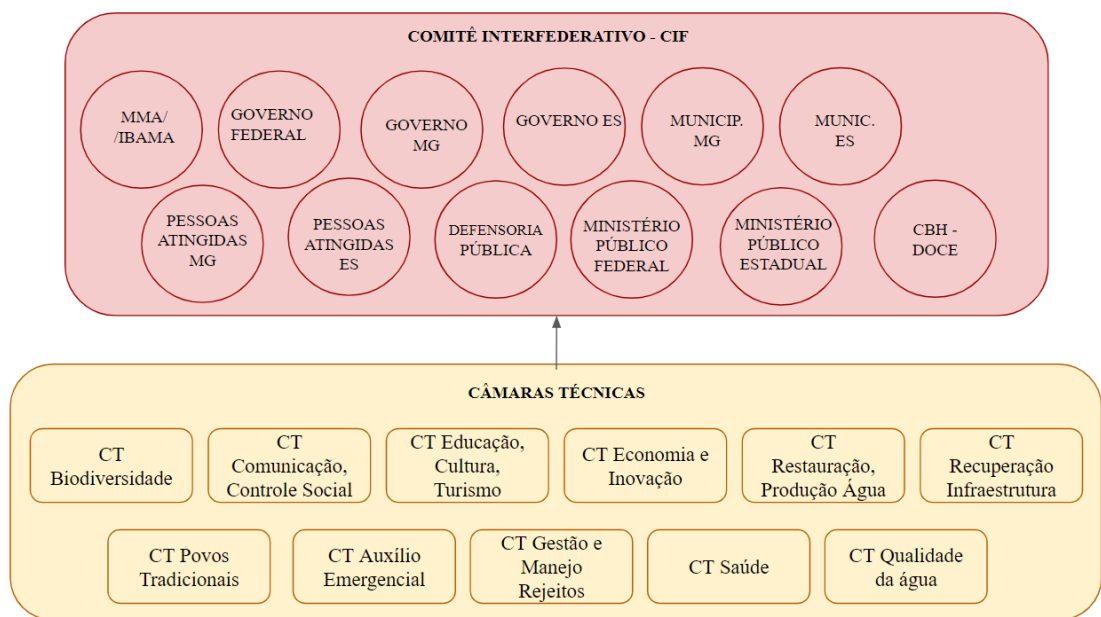 COMITÊ INTERFEDERATIVO - CIF
MMA/
/IBAMA
GOVERNO
FEDERAL
GOVERNO
MG
GOVERNO ES
MUNICIP.
MG
MUNIC.
ES
PESSOAS
ATINGIDAS
MG
PESSOAS
ATINGIDAS
ES
DEFENSORIA
PÚBLICA
MINISTÉRIO
PÚBLICO
FEDERAL
MINISTÉRIO
PÚBLICO
ESTADUAL
CBH -
DOCE
CÂMARAS TÉCNICAS
CT
Biodiversidade
CT
Comunicação,
Controle Social
CT Educação,
Cultura,
Turismo
CT Economia e
Inovação
CT
Restauração,
Produção Água
CT
Recuperação
Infraestrutura
CT Povos
Tradicionais
CT Auxílio
Emergencial
CT Gestão e
Manejo
Rejeitos
CT Saúde
CT Qualidade
da água